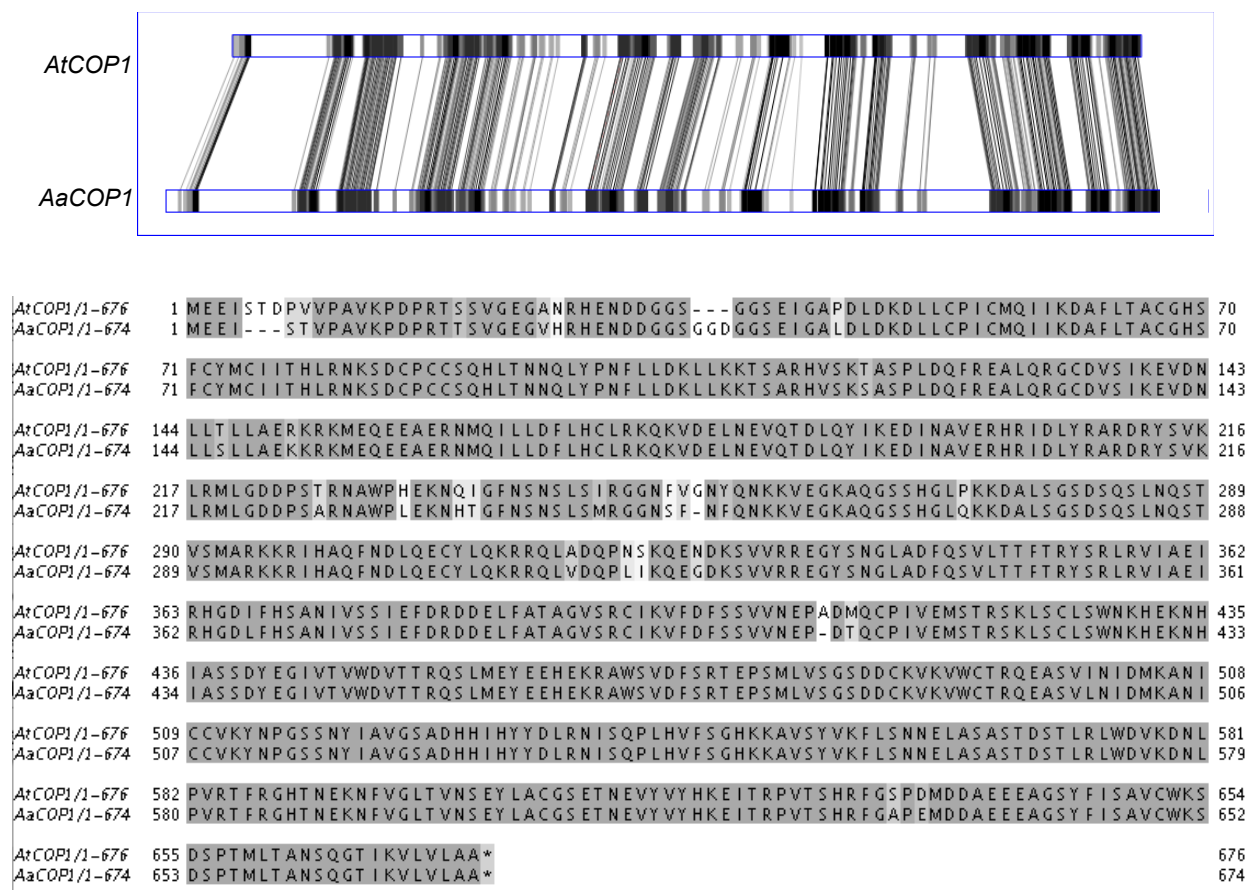 AtCOP1
AaCOP1
AtCOP1/1-676 1 MEEISTDPVVPAVKPDPRTSSVGEGANRHENDDGGS---GGSEIGAPDLDKDLLCPICMQIIKDAFLTACGHS 70
AaCOP1/1-674 1 MEEI---STVPAVKPDPRTTSVGEGVHRHENDDGGSGGDGGSEIGALDLDKDLLCPICMQIIKDAFLTACGHS 70
AtCOP1/1-676 71 FCYMCIITHLRNKSDCPCCSQHLTNNQLYPNFLLDKLLKKTSARHVSKTASPLDQFREALQRGCDVSIKEVDN 143
AaCOP1/1-674 71 FCYMCIITHLRNKSDCPCCSQHLTNNQLYPNFLLDKLLKKTSARHVSKSASPLDQFREALQRGCDVSIKEVDN 143
AtCOP1/1-676 144 LLTLLAERKRKMEQEEAERNMQILLDFLHCLRKQKVDELNEVQTDLQYIKEDINAVERHRIDLYRARDRYSVK 216
AaCOP1/1-674 144 LLSLLAEKKRKMEQEEAERNMQILLDFLHCLRKQKVDELNEVQTDLQYIKEDINAVERHRIDLYRARDRYSVK 216
AtCOP1/1-676 217 LRMLGDDPSTRNAWPHEKNQIGFNSNSLSIRGGNFVGNYQNKKVEGKAQGSSHGLPKKDALSGSDSQSLNQST 289
AaCOP1/1-674 217 LRMLGDDPSARNAWPLEKNHTGFNSNSLSMRGGNSF-NFQNKKVEGKAQGSSHGLQKKDALSGSDSQSLNQST 288
AtCOP1/1-676 290 VSMARKKRIHAQFNDLQECYLQKRRQLADQPNSKQENDKSVVRREGYSNGLADFQSVLTTFTRYSRLRVIAEI 362
AaCOP1/1-674 289 VSMARKKRIHAQFNDLQECYLQKRRQLVDQPLIKQEGDKSVVRREGYSNGLADFQSVLTTFTRYSRLRVIAEI 361
AtCOP1/1-676 363 RHGDIFHSANIVSSIEFDRDDELFATAGVSRCIKVFDFSSVVNEPADMQCPIVEMSTRSKLSCLSWNKHEKNH 435
AaCOP1/1-674 362 RHGDLFHSANIVSSIEFDRDDELFATAGVSRCIKVFDFSSVVNEP-DTQCPIVEMSTRSKLSCLSWNKHEKNH 433
AtCOP1/1-676 436 IASSDYEGIVTVWDVTTRQSLMEYEEHEKRAWSVDFSRTEPSMLVSGSDDCKVKVWCTRQEASVINIDMKANI 508
AaCOP1/1-674 434 IASSDYEGIVTVWDVTTRQSLMEYEEHEKRAWSVDFSRTEPSMLVSGSDDCKVKVWCTRQEASVLNIDMKANI 506
AtCOP1/1-676 509 CCVKYNPGSSNYIAVGSADHHIHYYDLRNISQPLHVFSGHKKAVSYVKFLSNNELASASTDSTLRLWDVKDNL 581
AaCOP1/1-674 507 CCVKYNPGSSNYIAVGSADHHIHYYDLRNISQPLHVFSGHKKAVSYVKFLSNNELASASTDSTLRLWDVKDNL 579
AtCOP1/1-676 582 PVRTFRGHTNEKNFVGLTVNSEYLACGSETNEVYVYHKEITRPVTSHRFGSPDMDDAEEEAGSYFISAVCWKS 654
AaCOP1/1-674 580 PVRTFRGHTNEKNFVGLTVNSEYLACGSETNEVYVYHKEITRPVTSHRFGAPEMDDAEEEAGSYFISAVCWKS 652
AtCOP1/1-676 655 DSPTMLTANSQGTIKVLVLAA* 676
AaCOP1/1-674 653 DSPTMLTANSQGTIKVLVLAA* 674